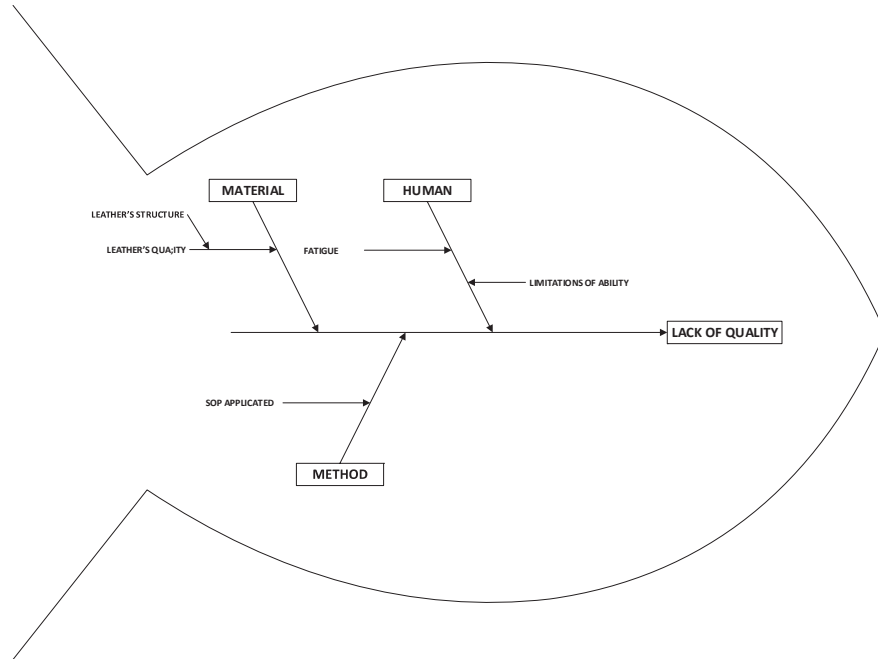 MATERIAL
HUMAN
LEATHER'S STRUCTURE
LEATHER'S QUA;ITY
FATIGUE
LIMITATIONS OF ABILITY
LACK OF QUALITY
SOP APPLICATED
METHOD